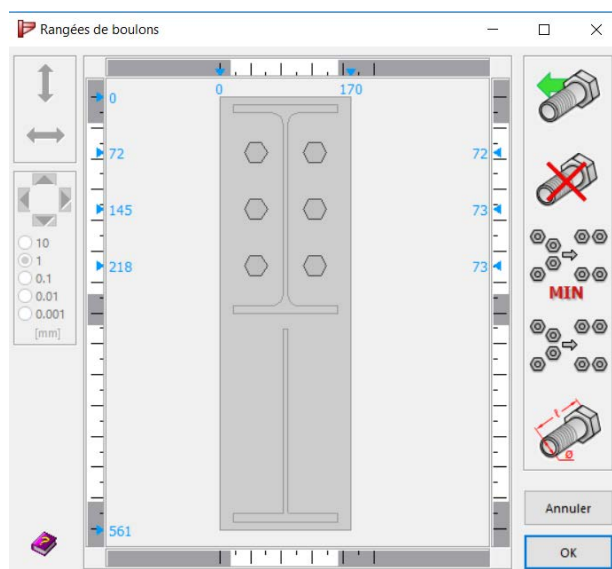 Rangées de boulons
0 170
0
72 72
145 73
218 73
10
1
0.1
0.01
0.001
[mm]
MIN
ℓ
ø
561
Annuler
OK
?